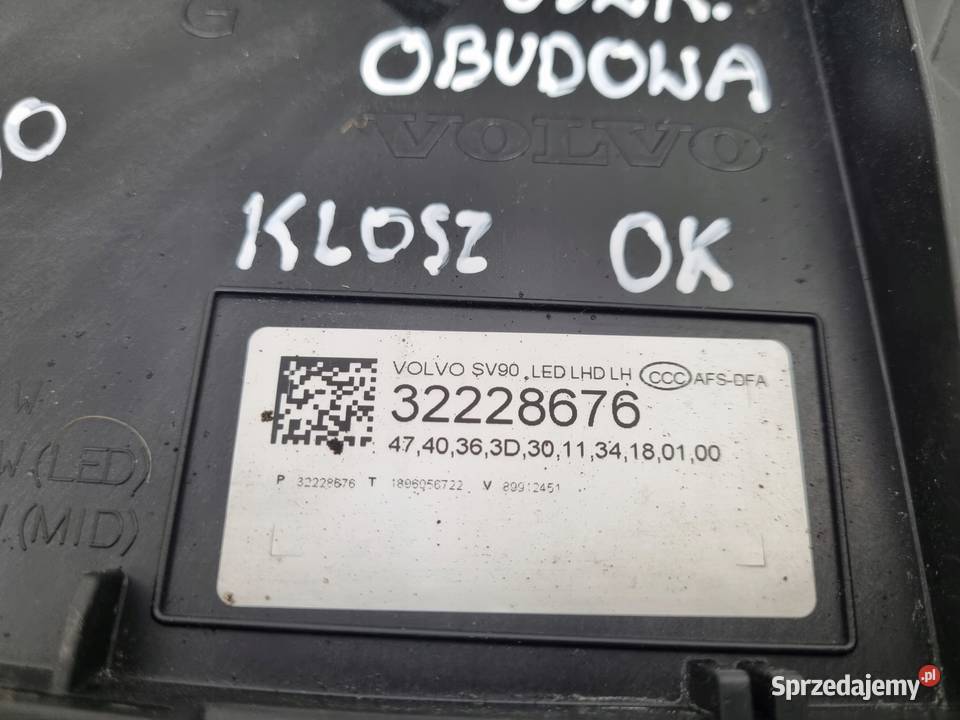 G
OBUDOWA
VOLVO
KLOSZ OK
VOLVO SV90 LED LHD LH CCC AFS-DFA
32228676
47,40,36,3D,30,11,34,18,01,00
P 32228676 T 1806056722 V 89912451
W
W(LED)
(MID)
Sprzedajemy.pl